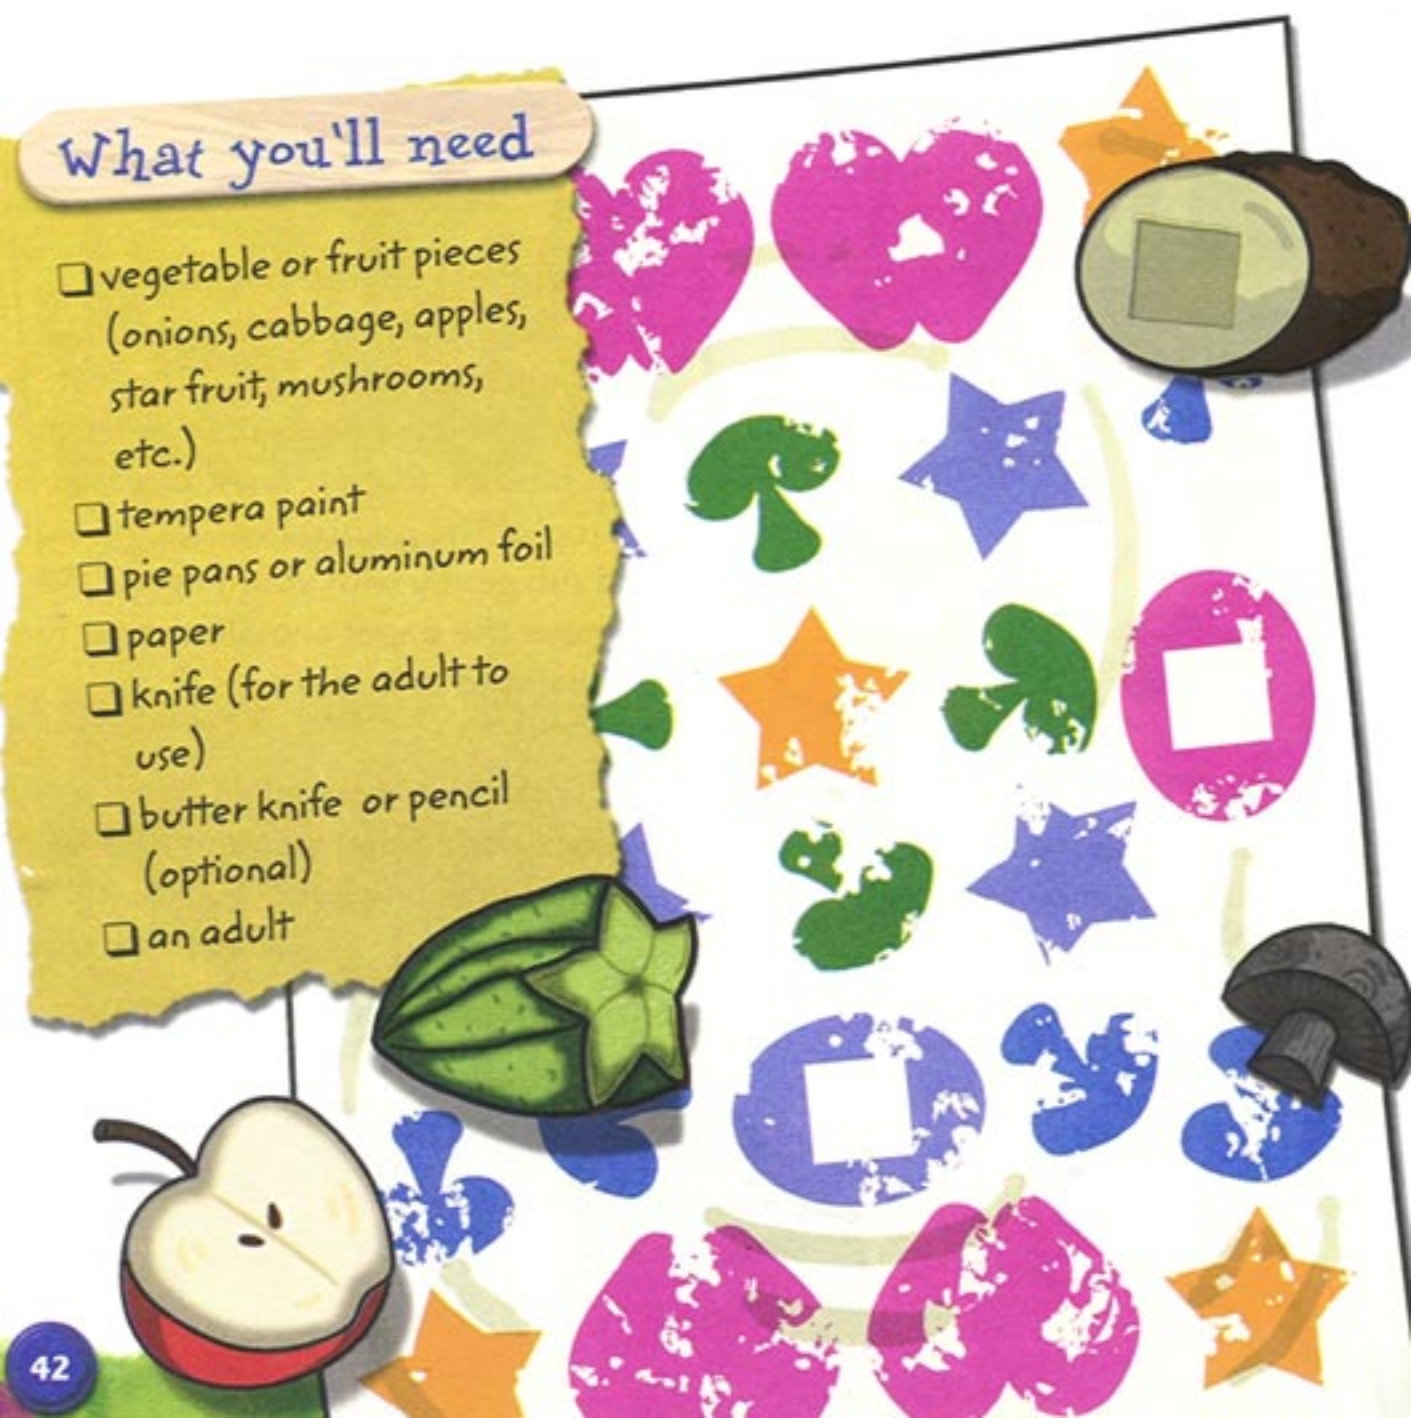 What you'll need
❑ vegetable or fruit pieces
(onions, cabbage, apples,
star fruit, mushrooms,
etc.)
❑ tempera paint
❑ pie pans or aluminum foil
❑ paper
❑ knife (for the adult to
use)
❑ butter knife or pencil
(optional)
❑ an adult
42